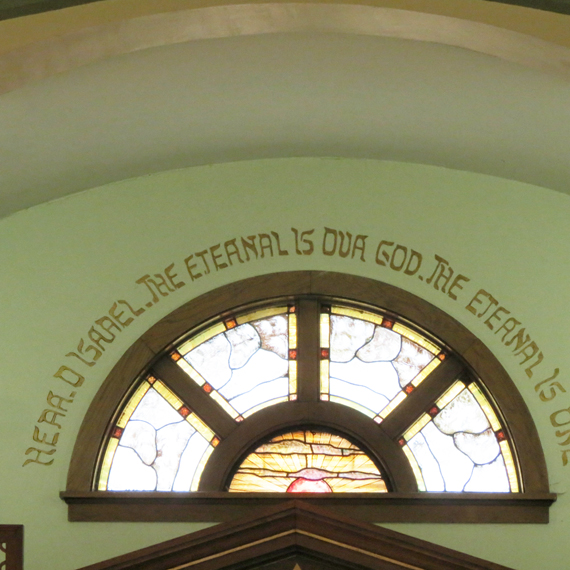 HEAR. O ISRAEL. THE ETERNAL IS OUR GOD. THE ETERNAL IS ONE